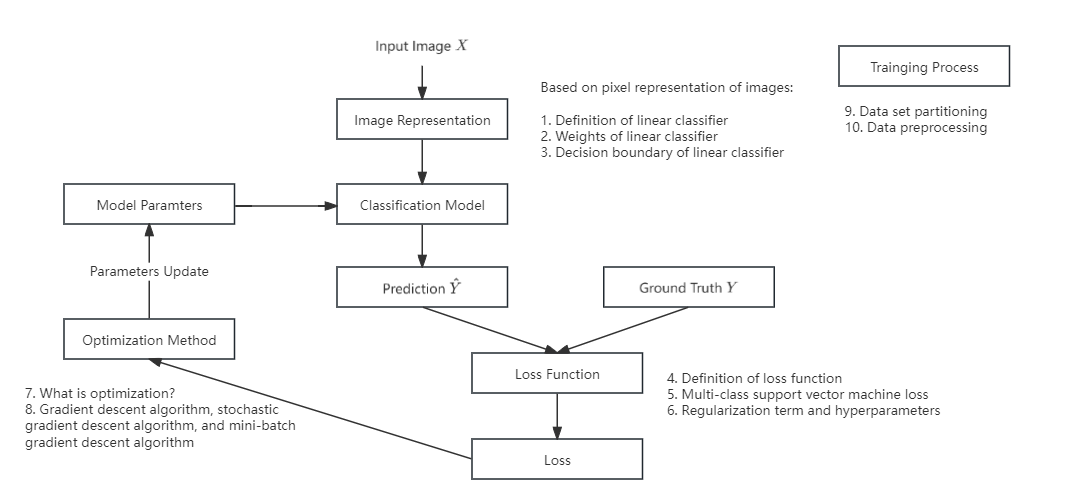 Input Image X
Trainging Process
Based on pixel representation of images:
9. Data set partitioning
10. Data preprocessing
Image Representation
1. Definition of linear classifier
2. Weights of linear classifier
3. Decision boundary of linear classifier
Model Paramters
Classification Model
Parameters Update
Prediction Ŷ
Ground Truth Y
Optimization Method
Loss Function
4. Definition of loss function
5. Multi-class support vector machine loss
6. Regularization term and hyperparameters
7. What is optimization?
8. Gradient descent algorithm, stochastic
gradient descent algorithm, and mini-batch
gradient descent algorithm
Loss